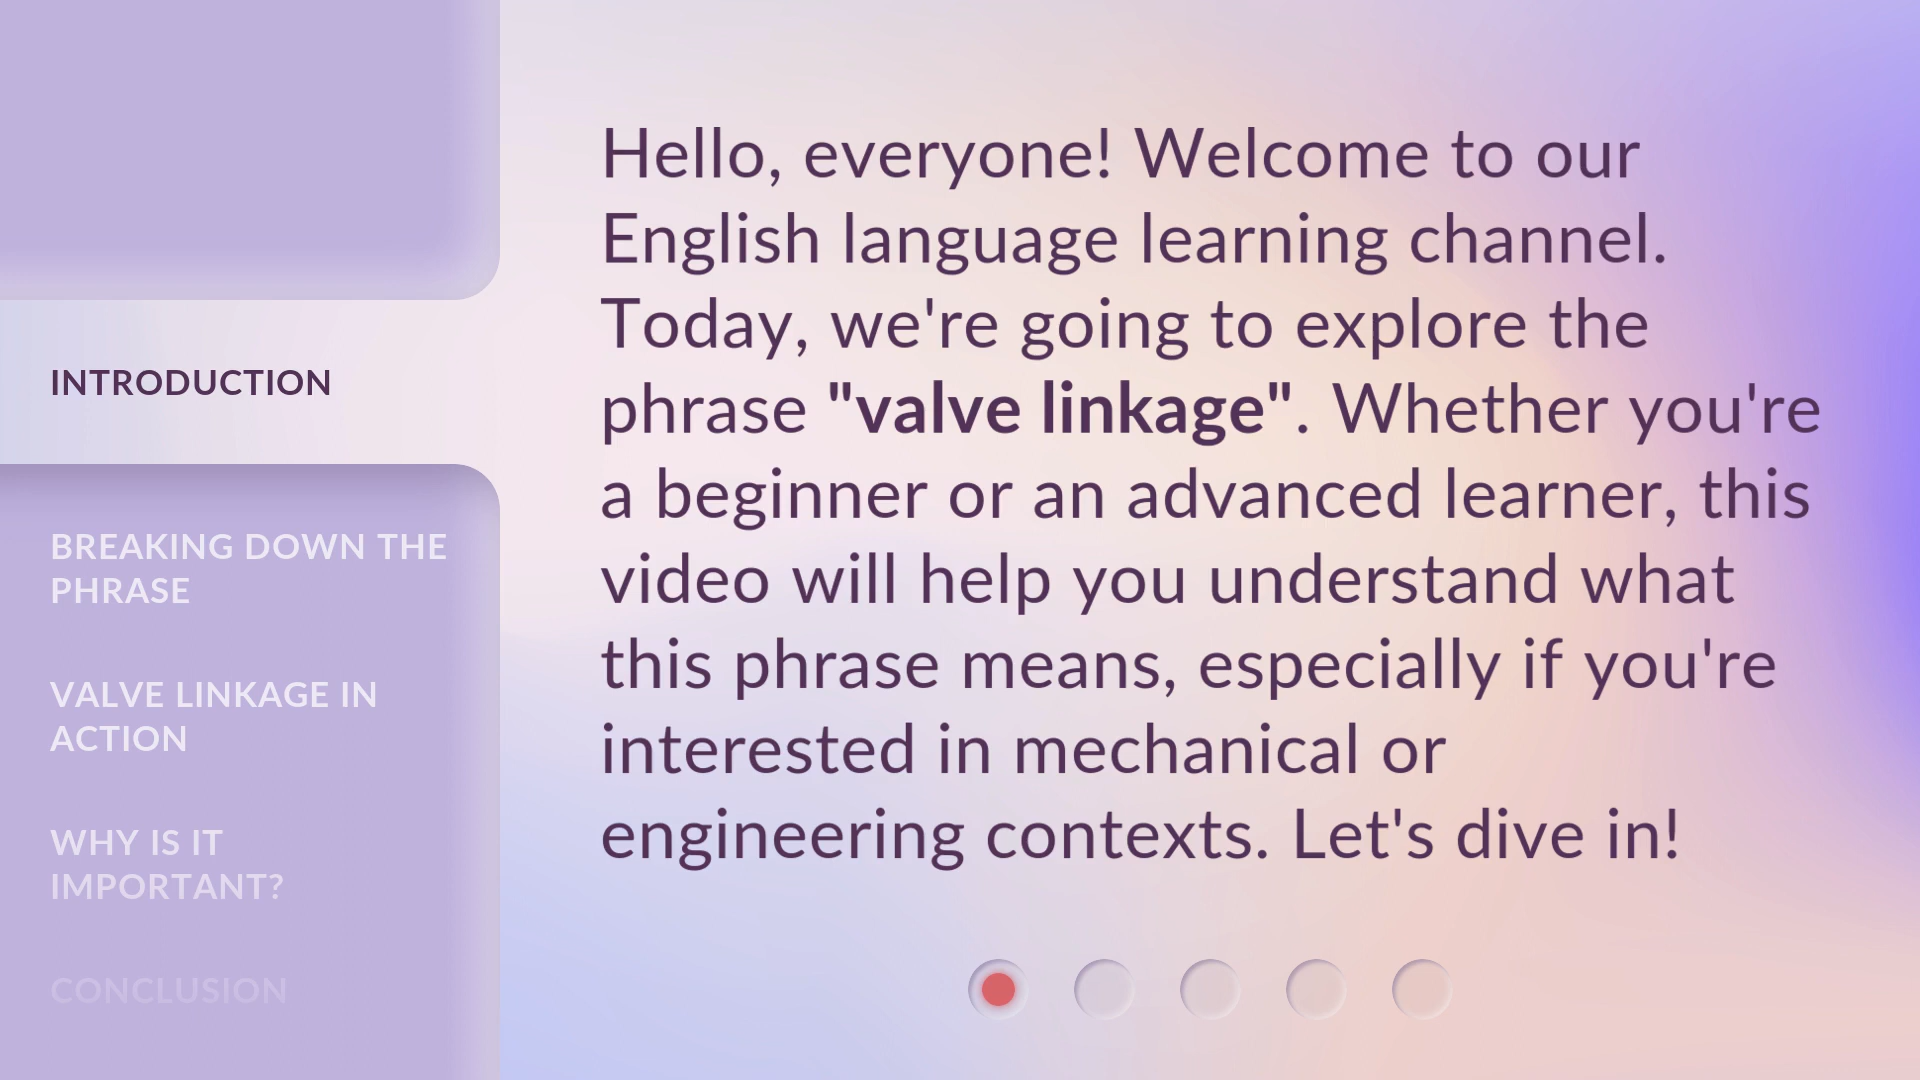 INTRODUCTION
BREAKING DOWN THE
PHRASE
VALVE LINKAGE IN
ACTION
WHY IS IT
IMPORTANT?
CONCLUSION
Hello, everyone! Welcome to our
English language learning channel.
Today, we're going to explore the
phrase "valve linkage". Whether you're
a beginner or an advanced learner, this
video will help you understand what
this phrase means, especially if you're
interested in mechanical or
engineering contexts. Let's dive in!